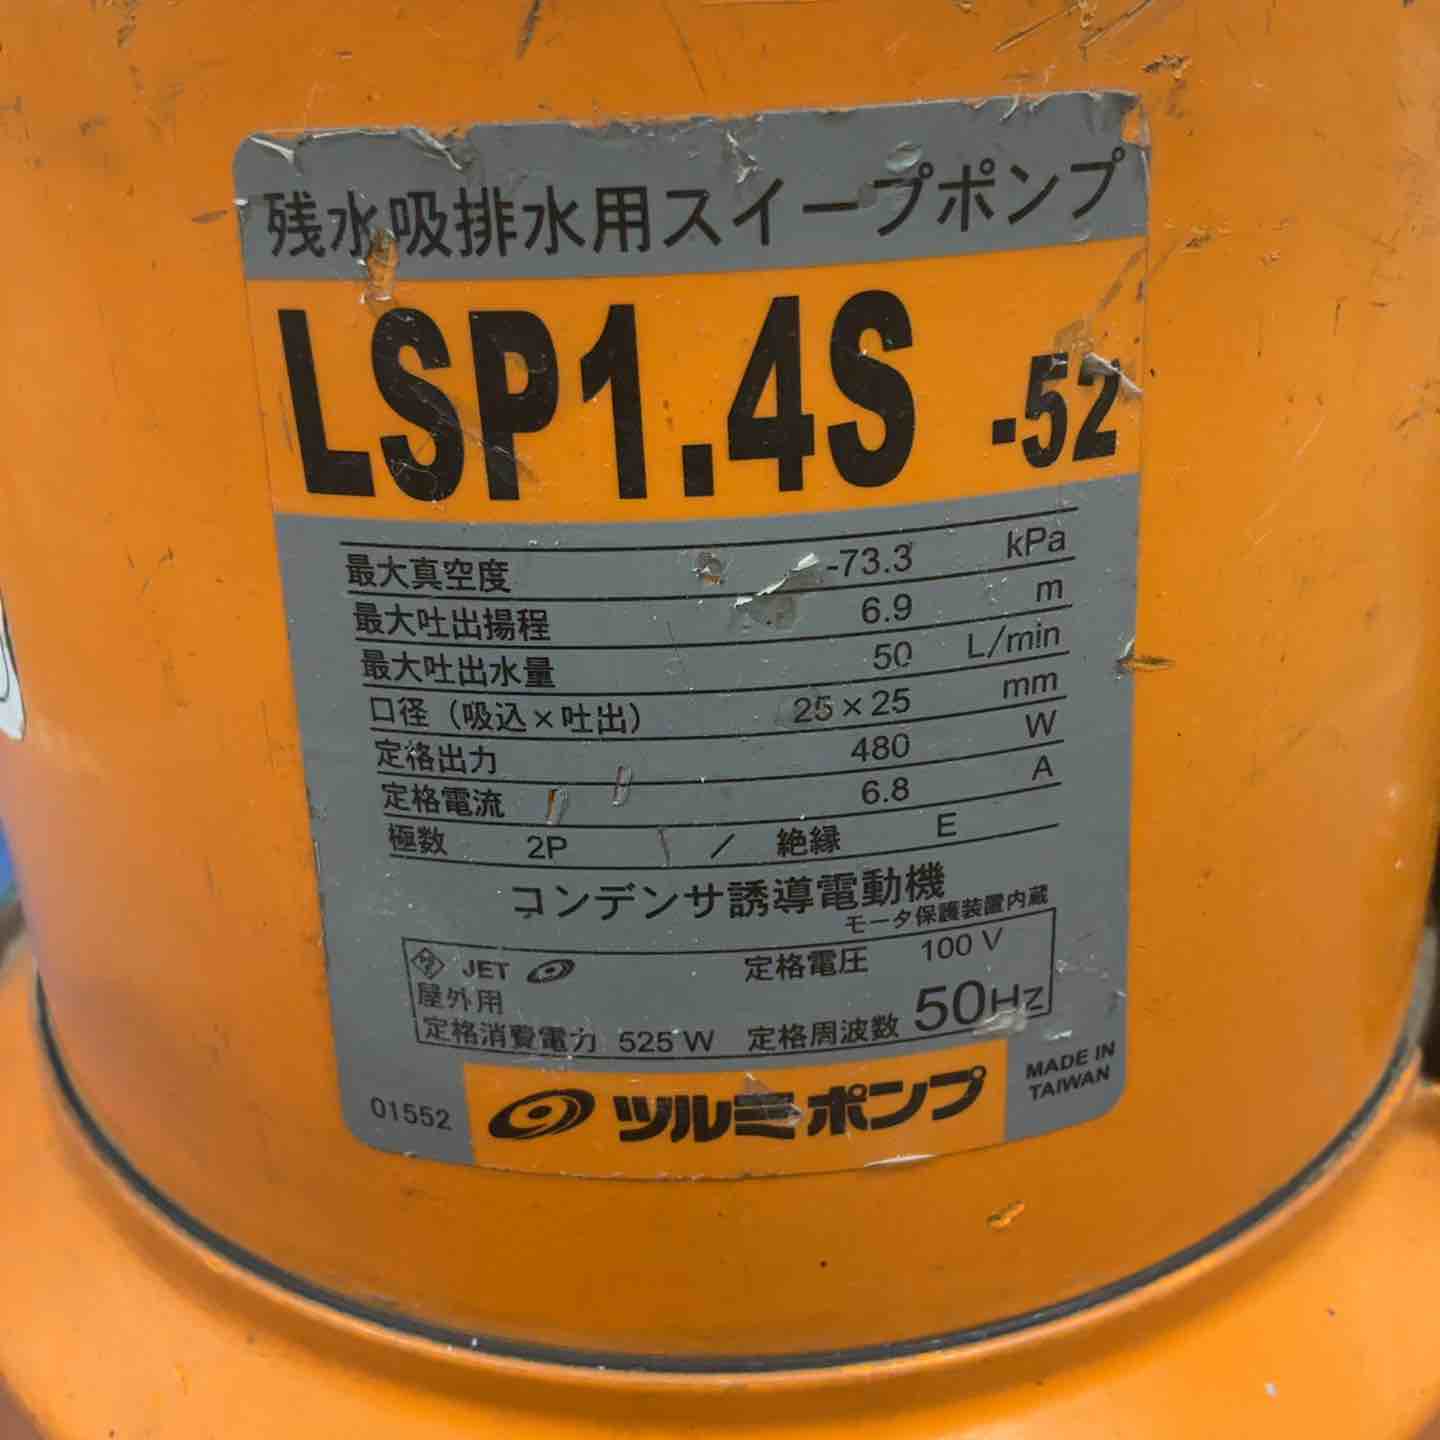 残水吸排水用スイープポンプ
LSP1.4S -52
最大真空度 -73.3 kPa
最大吐出揚程 6.9 m
最大吐出水量 50 L/min
口径（吸込×吐出） 25×25 mm
定格出力 480 W
定格電流 6.8 A
極数 2P / 絶縁 E
コンデンサ誘導電動機
モータ保護装置内蔵
JET 定格電圧 100 V
屋外用
定格消費電力 525 W 定格周波数 50Hz
01552 ツルミポンプ MADE IN
TAIWAN